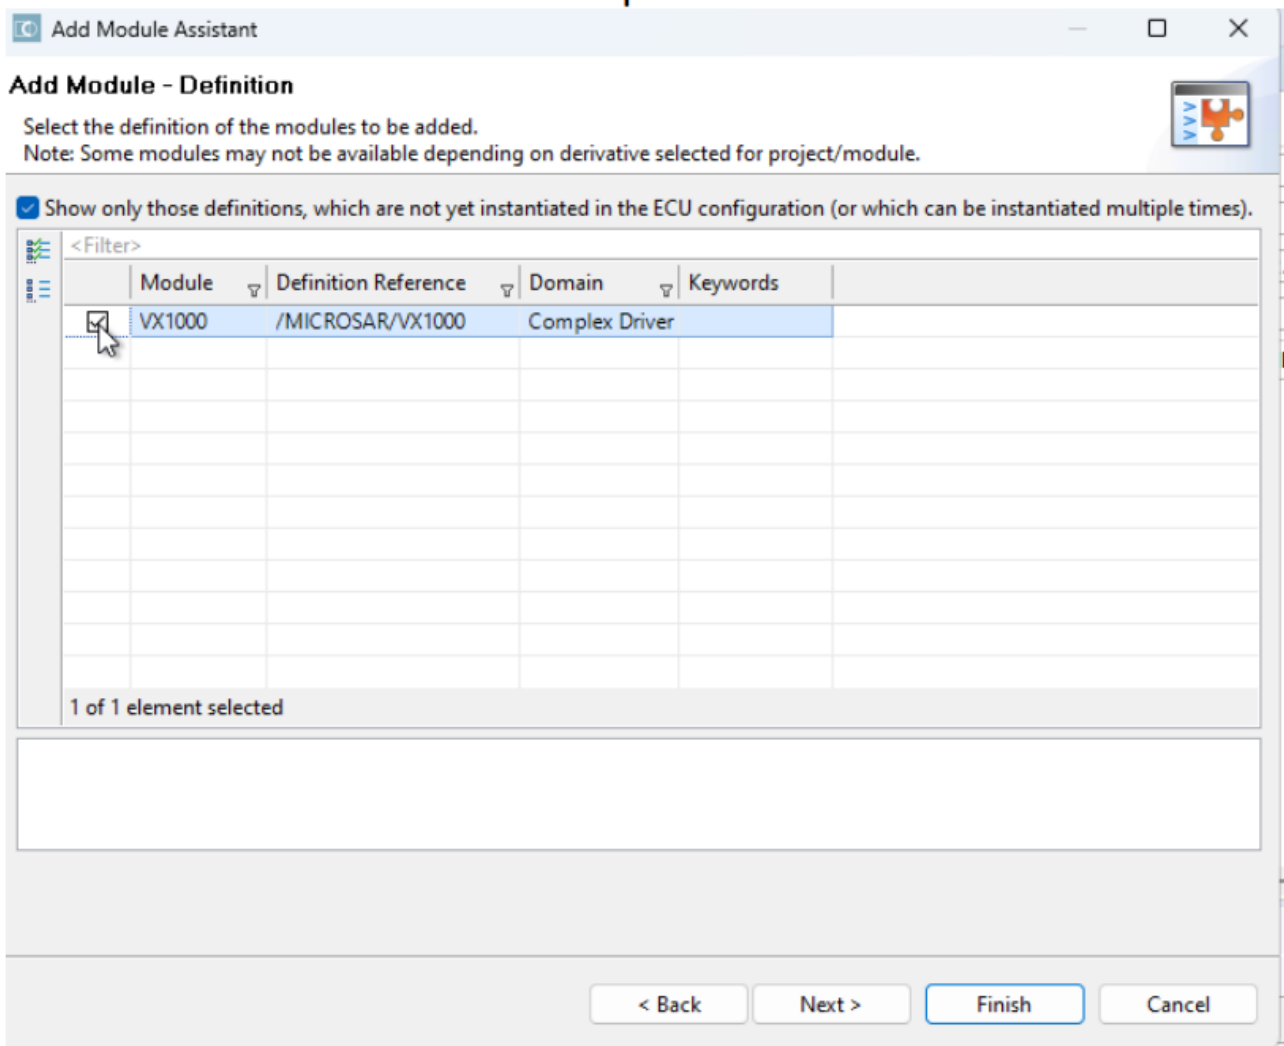 Add Module Assistant
Add Module - Definition
Select the definition of the modules to be added.
Note: Some modules may not be available depending on derivative selected for project/module.
Show only those definitions, which are not yet instantiated in the ECU configuration (or which can be instantiated multiple times).
<Filter>
Module Definition Reference Domain Keywords
VX1000 /MICROSAR/VX1000 Complex Driver
1 of 1 element selected
< Back Next > Finish Cancel